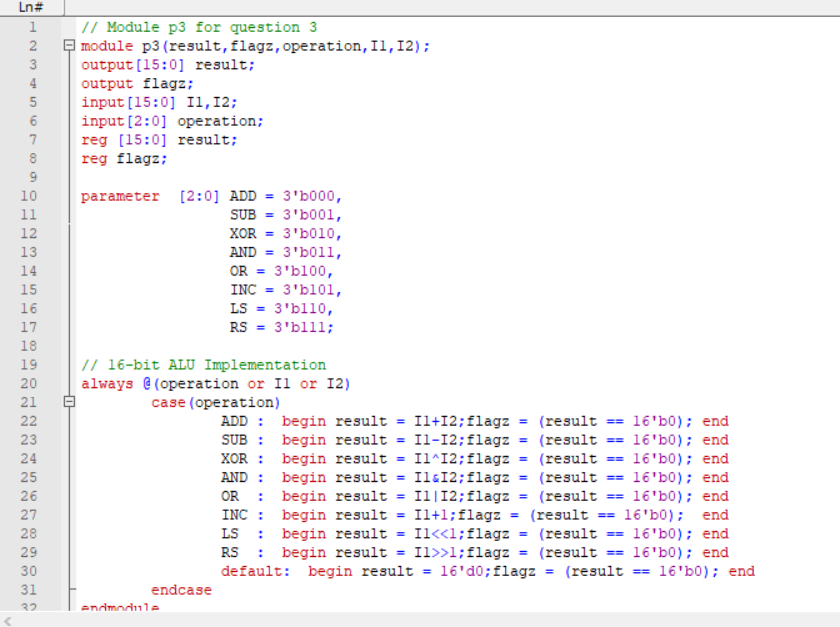 Ln#
1 // Module p3 for question 3
2 module p3(result,flagz,operation,I1,I2);
3 output[15:0] result;
4 output flagz;
5 input[15:0] I1,I2;
6 input[2:0] operation;
7 reg [15:0] result;
8 reg flagz;
9
10 parameter  [2:0] ADD = 3'b000,
11 SUB = 3'b001,
12 XOR = 3'b010,
13 AND = 3'b011,
14 OR = 3'b100,
15 INC = 3'b101,
16 LS = 3'b110,
17 RS = 3'b111;
18
19 // 16-bit ALU Implementation
20 always @(operation or I1 or I2)
21 case(operation)
22 ADD :  begin result = I1+I2;flagz = (result == 16'b0); end
23 SUB :  begin result = I1-I2;flagz = (result == 16'b0); end
24 XOR :  begin result = I1^I2;flagz = (result == 16'b0); end
25 AND :  begin result = I1&I2;flagz = (result == 16'b0); end
26 OR  :  begin result = I1|I2;flagz = (result == 16'b0); end
27 INC :  begin result = I1+1;flagz = (result == 16'b0);  end
28 LS  :  begin result = I1<<1;flagz = (result == 16'b0); end
29 RS  :  begin result = I1>>1;flagz = (result == 16'b0); end
30 default:  begin result = 16'd0;flagz = (result == 16'b0); end
31 endcase
32 endmodule